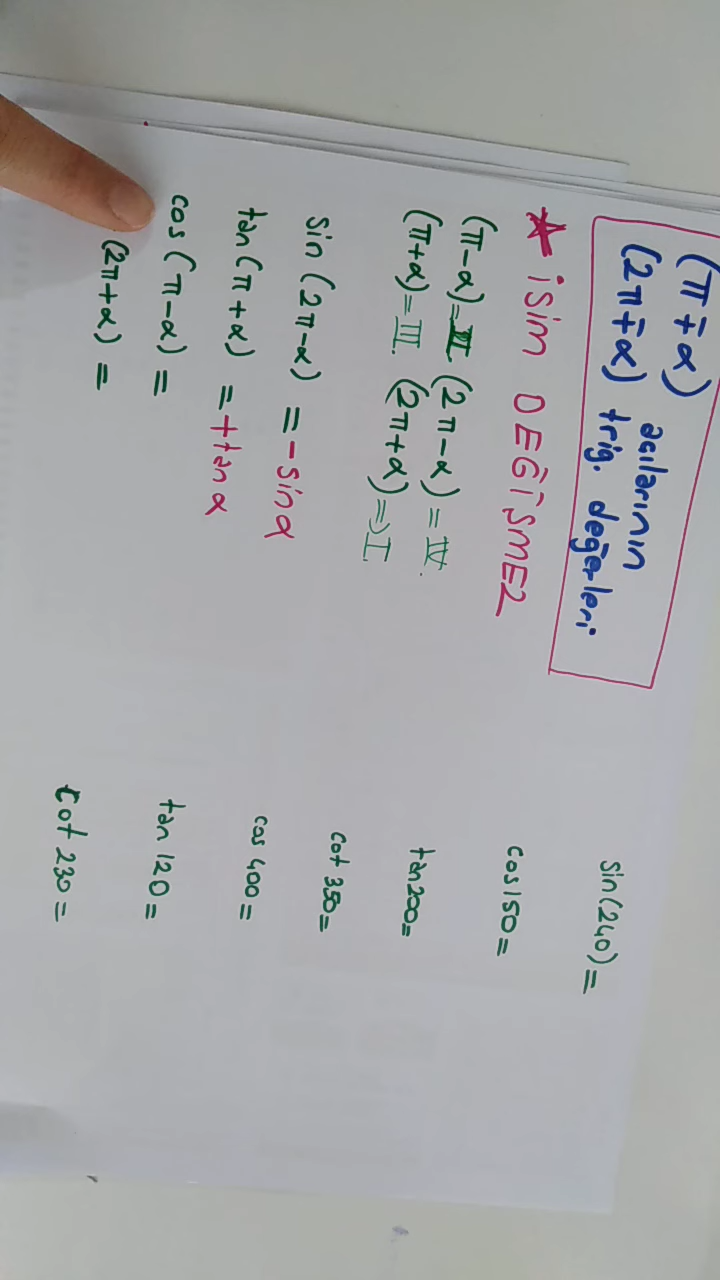 (π∓α) açılarının
(2π∓α) trig. değerleri
★ İSİM DEĞİŞMEZ
(π-α)=II. (2π-α)=IV.
(π+α)=III. (2π+α)=>I
sin(2π-α) = -sinα
tan(π+α) = +tanα
cos(π-α) =
(2π+α) =
sin(240)=
cos150=
tan200=
cot 350=
cos 400=
tan 120=
cot 230=